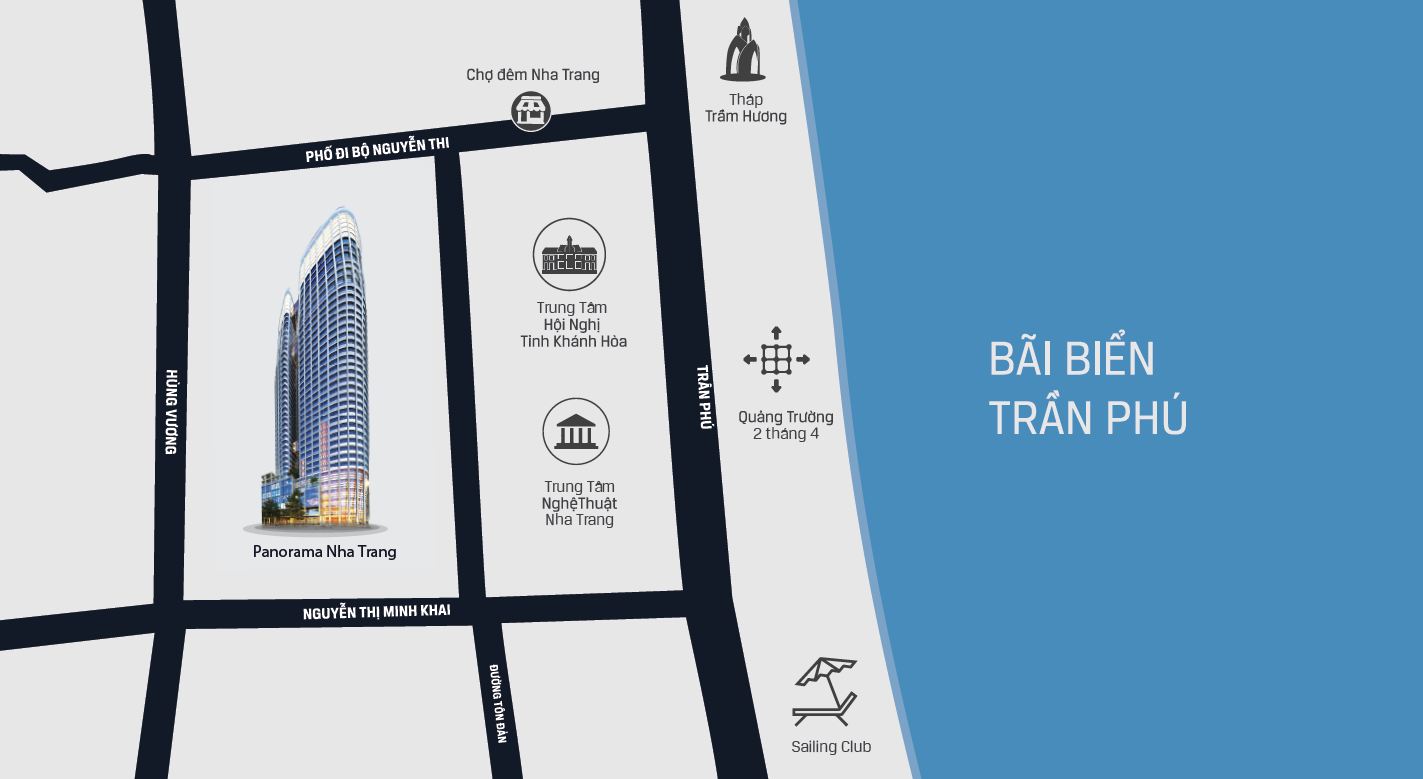 Chợ đêm Nha Trang
Tháp
Trầm Hương
PHỐ ĐI BỘ NGUYỄN THI
Trung Tâm
Hội Nghị
Tỉnh Khánh Hòa
BÃI BIỂN
TRẦN PHÚ
HÙNG VƯƠNG
TRẦN PHÚ
Quảng Trường
2 tháng 4
Trung Tâm
NghệThuật
Nha Trang
Panorama Nha Trang
NGUYỄN THỊ MINH KHAI
ĐƯỜNG TÔN ĐẢN
Sailing Club